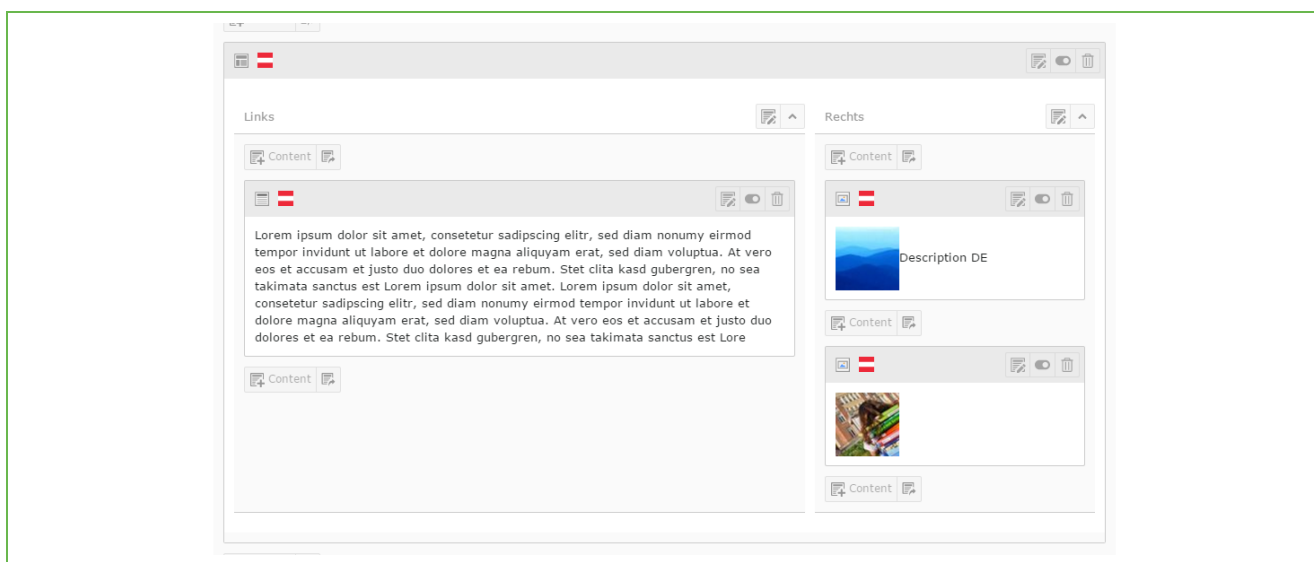 Links
Content
Lorem ipsum dolor sit amet, consetetur sadipscing elitr, sed diam nonumy eirmod
tempor invidunt ut labore et dolore magna aliquyam erat, sed diam voluptua. At vero
eos et accusam et justo duo dolores et ea rebum. Stet clita kasd gubergren, no sea
takimata sanctus est Lorem ipsum dolor sit amet. Lorem ipsum dolor sit amet,
consetetur sadipscing elitr, sed diam nonumy eirmod tempor invidunt ut labore et
dolore magna aliquyam erat, sed diam voluptua. At vero eos et accusam et justo duo
dolores et ea rebum. Stet clita kasd gubergren, no sea takimata sanctus est Lore
Content
Rechts
Content
Description DE
Content
Content